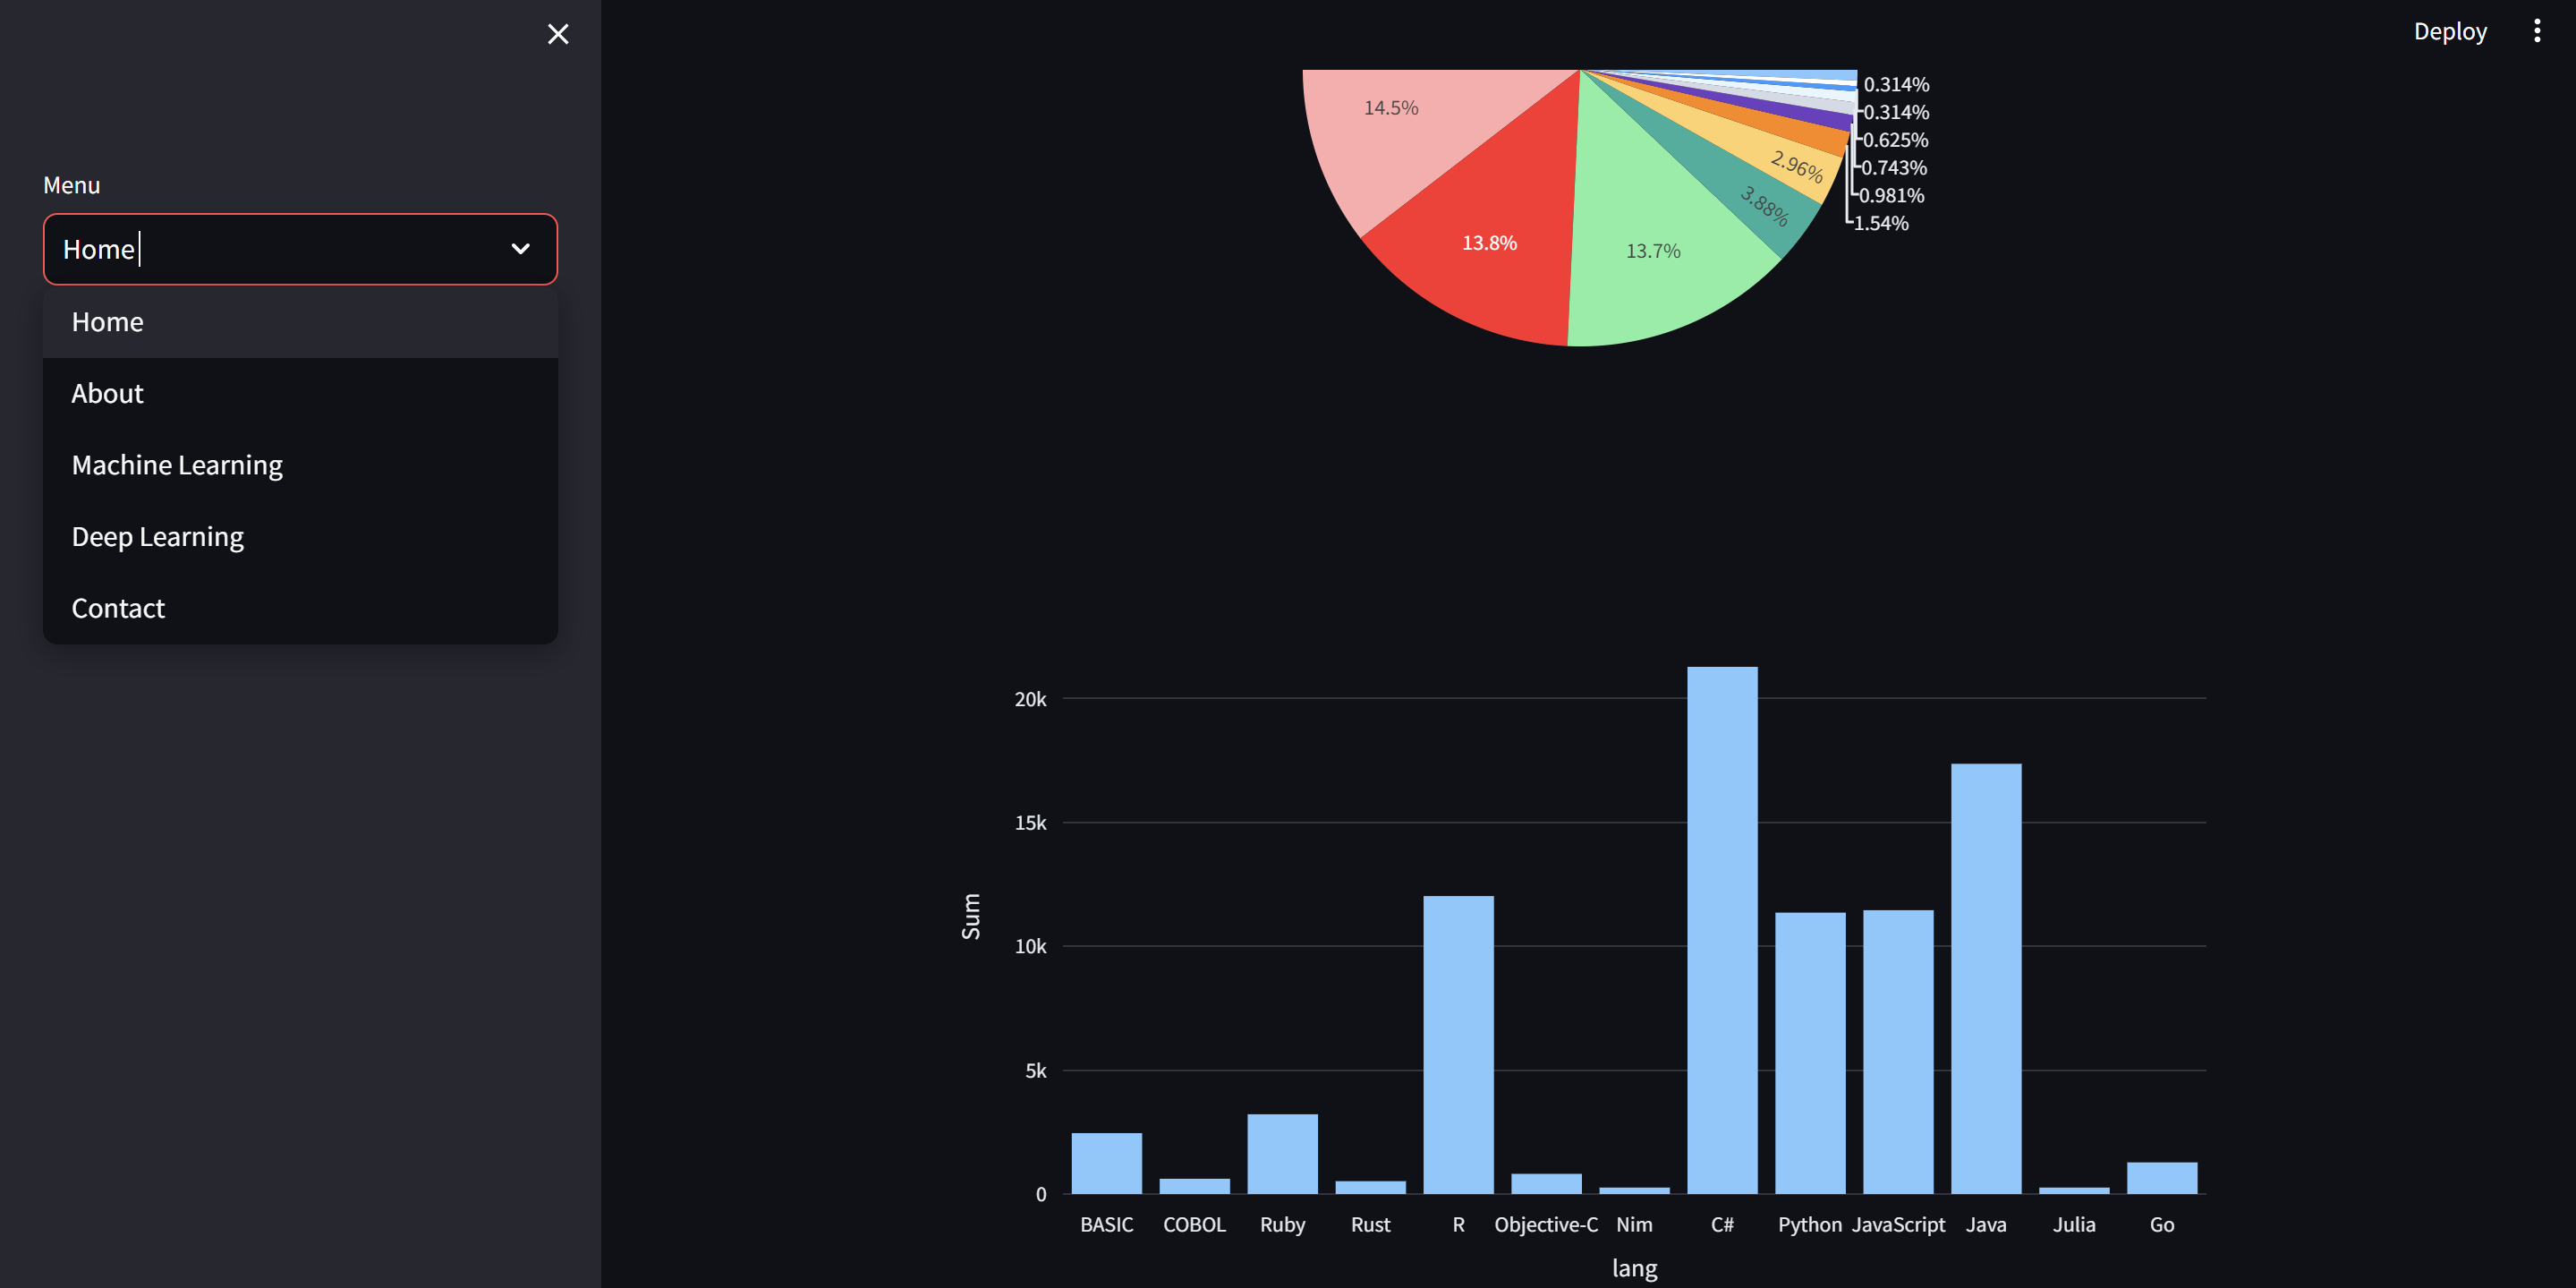 Deploy
Menu
Home
Home
About
Machine Learning
Deep Learning
Contact
14.5%
13.8%
13.7%
3.88%
2.96%
0.314%
0.314%
0.625%
0.743%
0.981%
1.54%
Sum
20k
15k
10k
5k
0
BASIC COBOL Ruby Rust R Objective-C Nim C# Python JavaScript Java Julia Go
lang